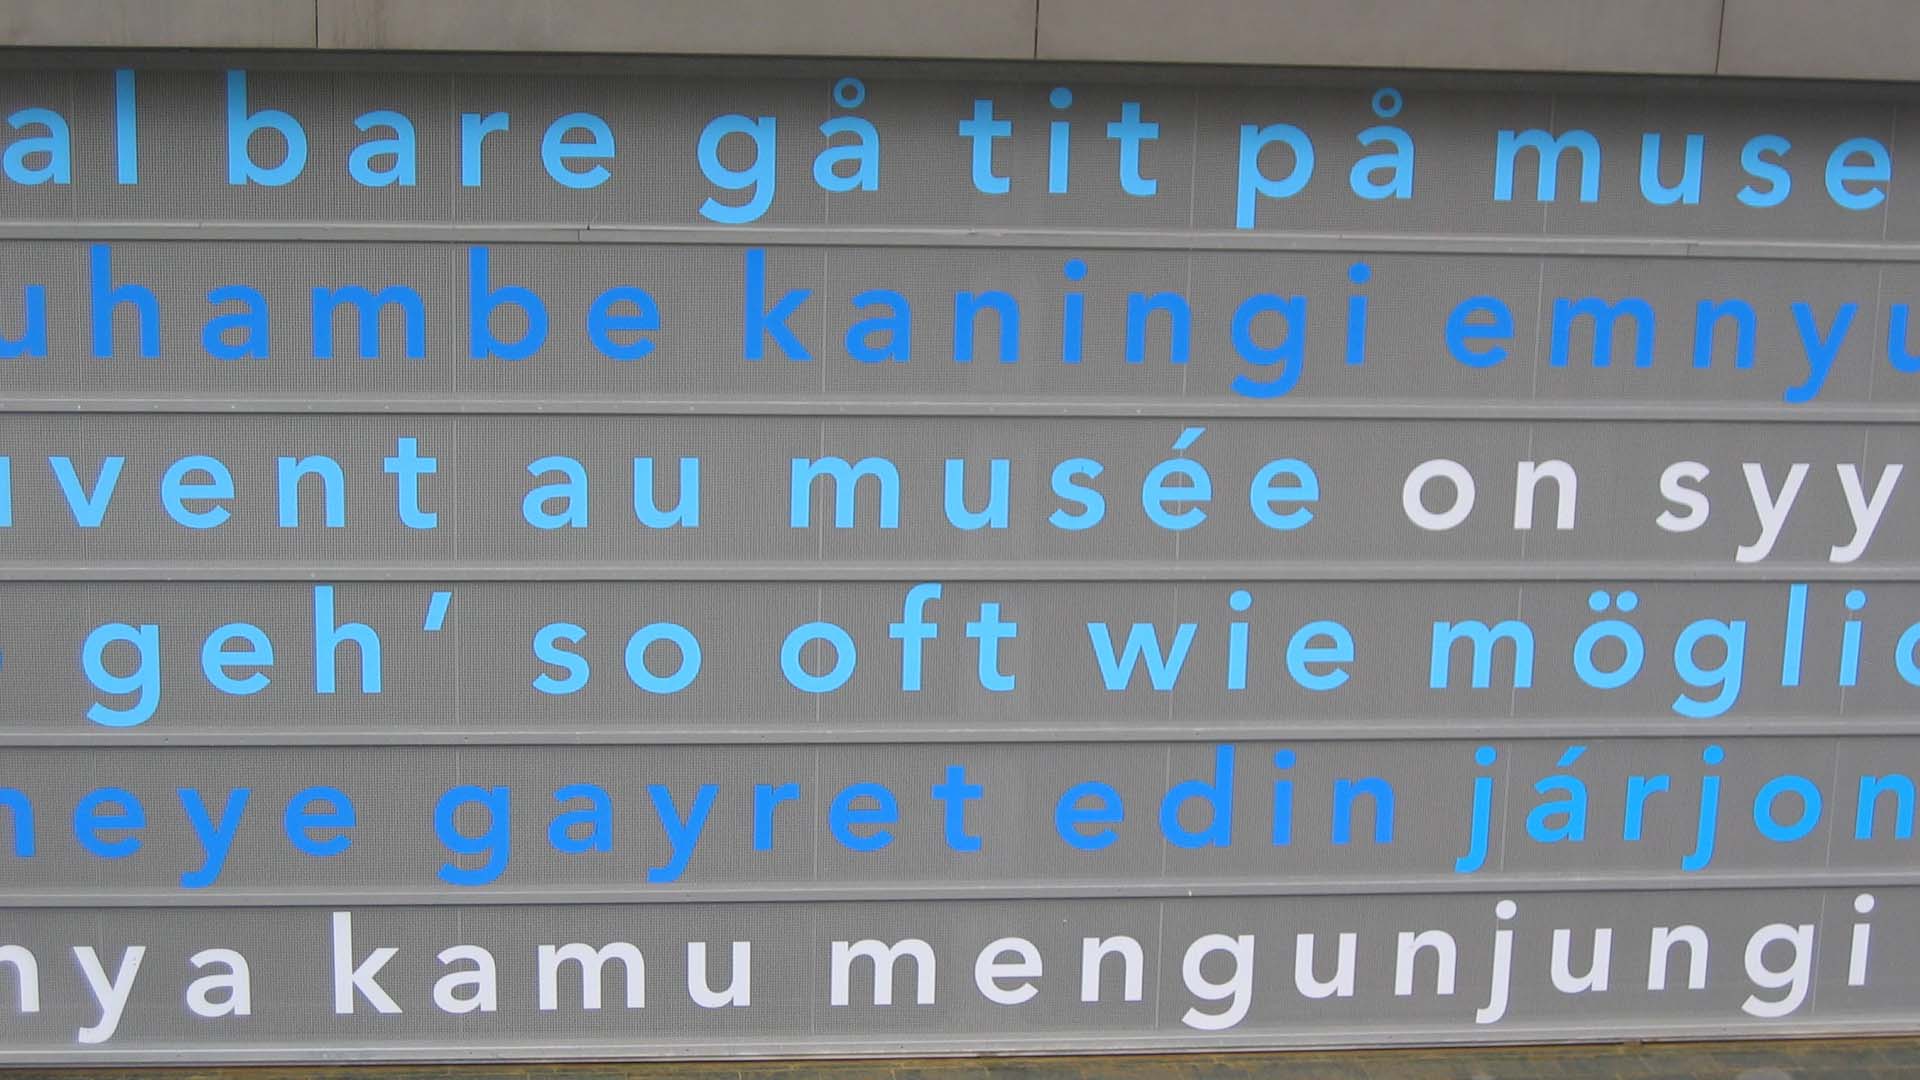 al bare gå tit på muse
uhambe kaningi emnyu
uvent au musée on syy
geh’ so oft wie möglic
neye gayret edin járjon
nya kamu mengunjungi